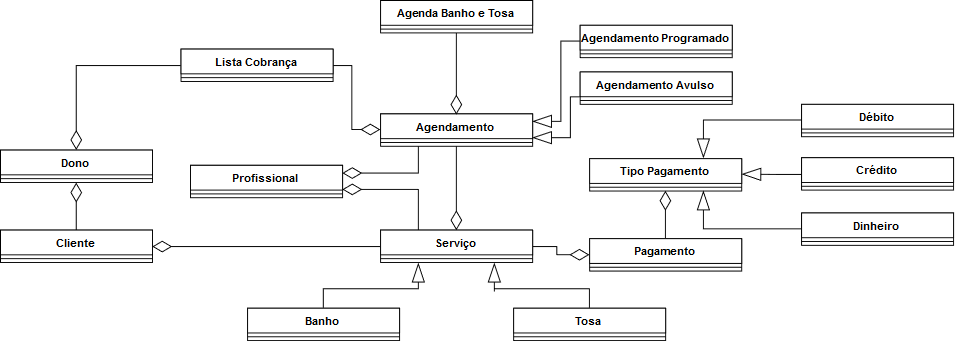 Agenda Banho e Tosa
Agendamento Programado
Lista Cobrança
Agendamento Avulso
Agendamento
Débito
Dono
Profissional
Tipo Pagamento
Crédito
Dinheiro
Cliente
Serviço
Pagamento
Banho
Tosa